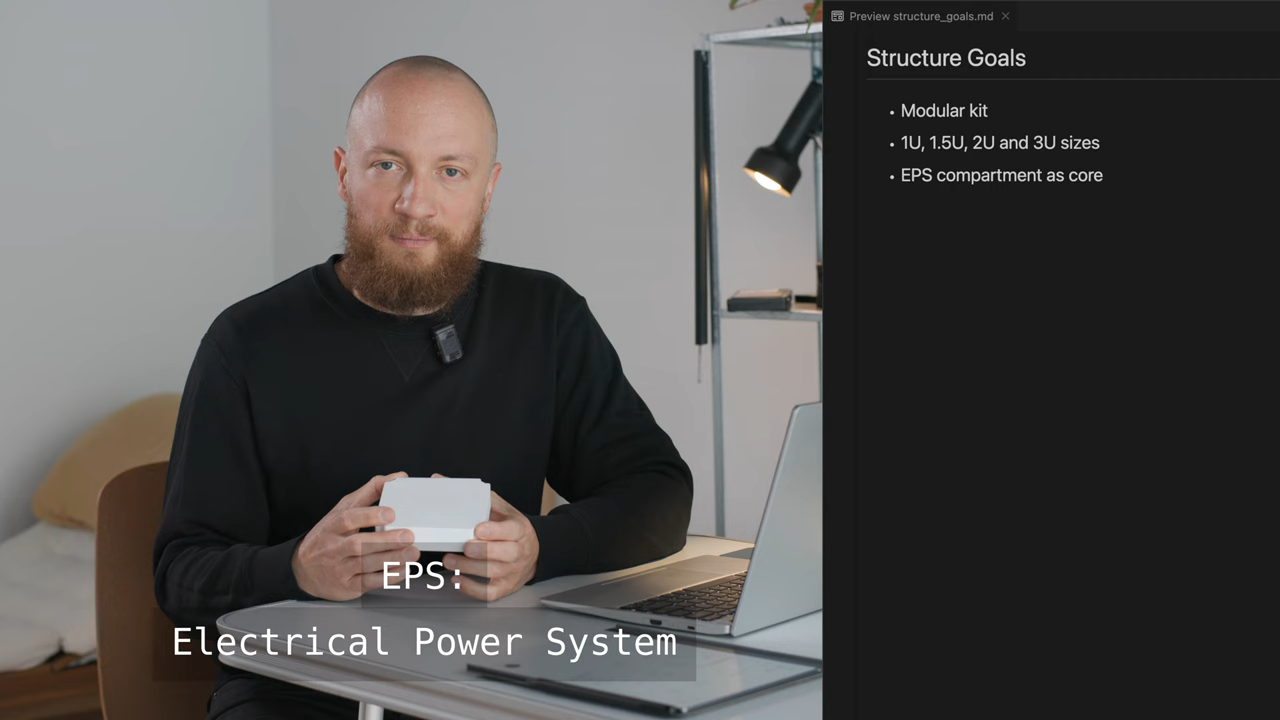 EPS:
Electrical Power System
Preview structure_goals.md
Structure Goals
• Modular kit
• 1U, 1.5U, 2U and 3U sizes
• EPS compartment as core